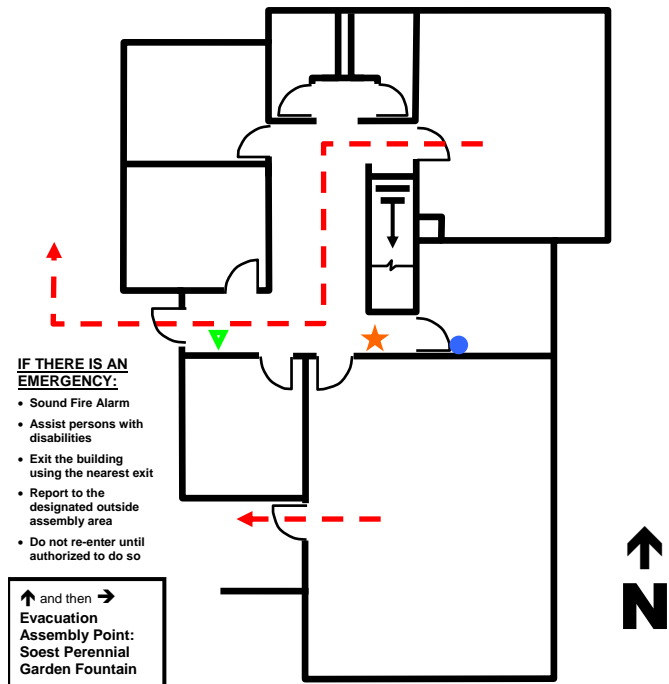 IF THERE IS AN
EMERGENCY:
• Sound Fire Alarm
• Assist persons with
disabilities
• Exit the building
using the nearest exit
• Report to the
designated outside
assembly area
• Do not re-enter until
authorized to do so
↑ and then →
Evacuation
Assembly Point:
Soest Perennial
Garden Fountain
N